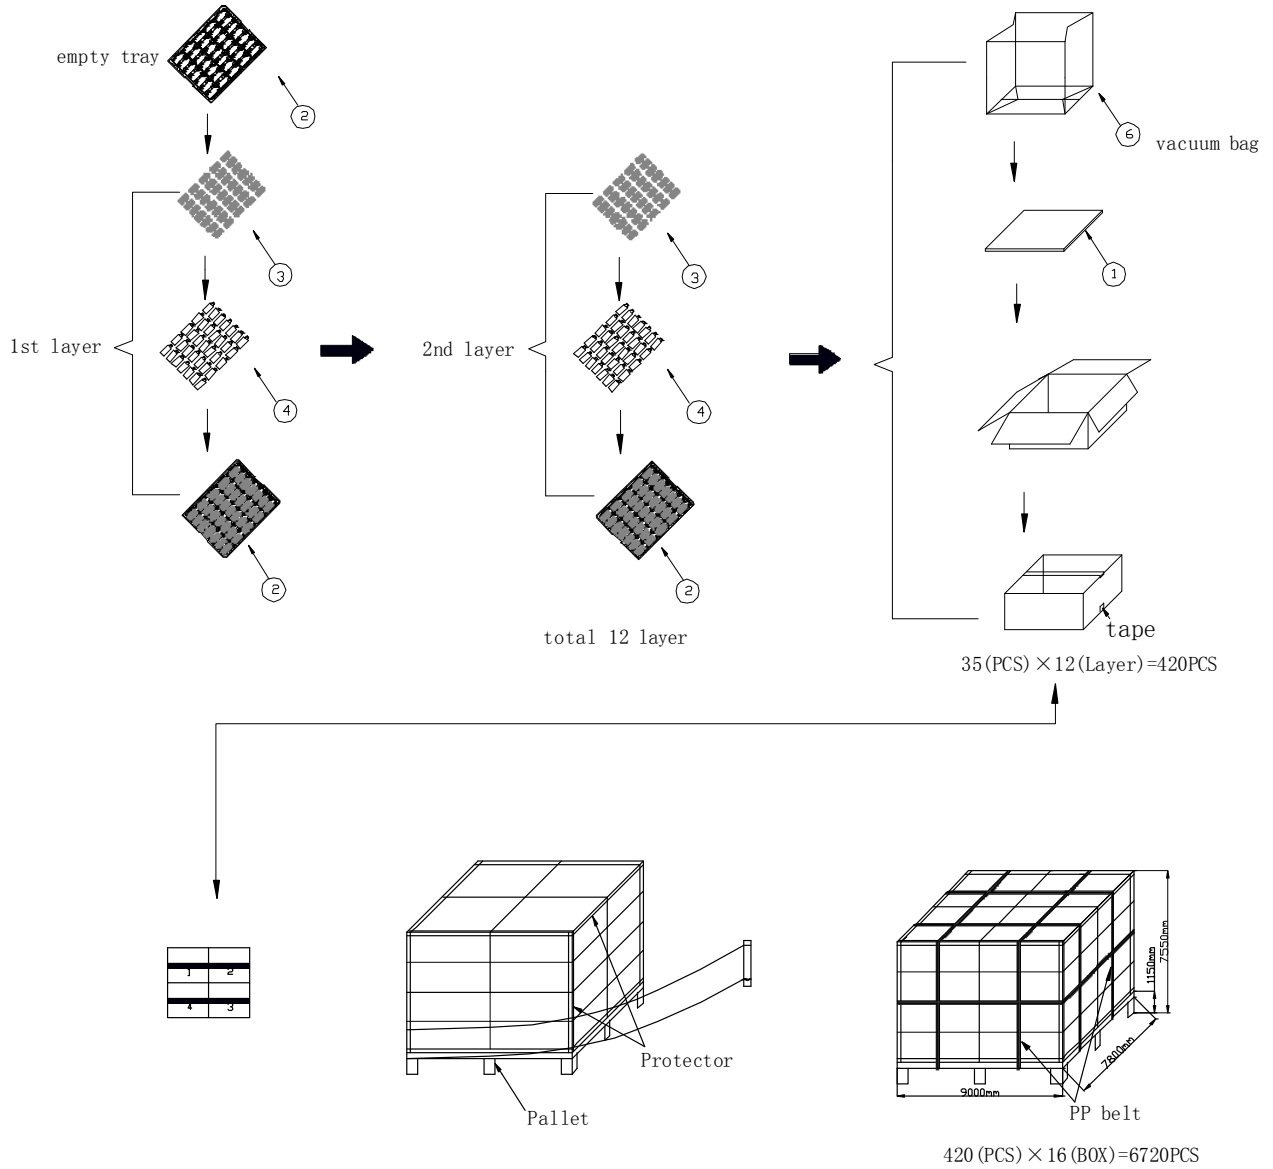 empty tray
2
3
1st layer
4
2
3
2nd layer
4
2
total 12 layer
6
vacuum bag
1
tape
35(PCS)×12(Layer)=420PCS
1 2
4 3
Protector
Pallet
7550mm
1150mm
7800mm
9000mm
PP belt
420(PCS)×16(BOX)=6720PCS